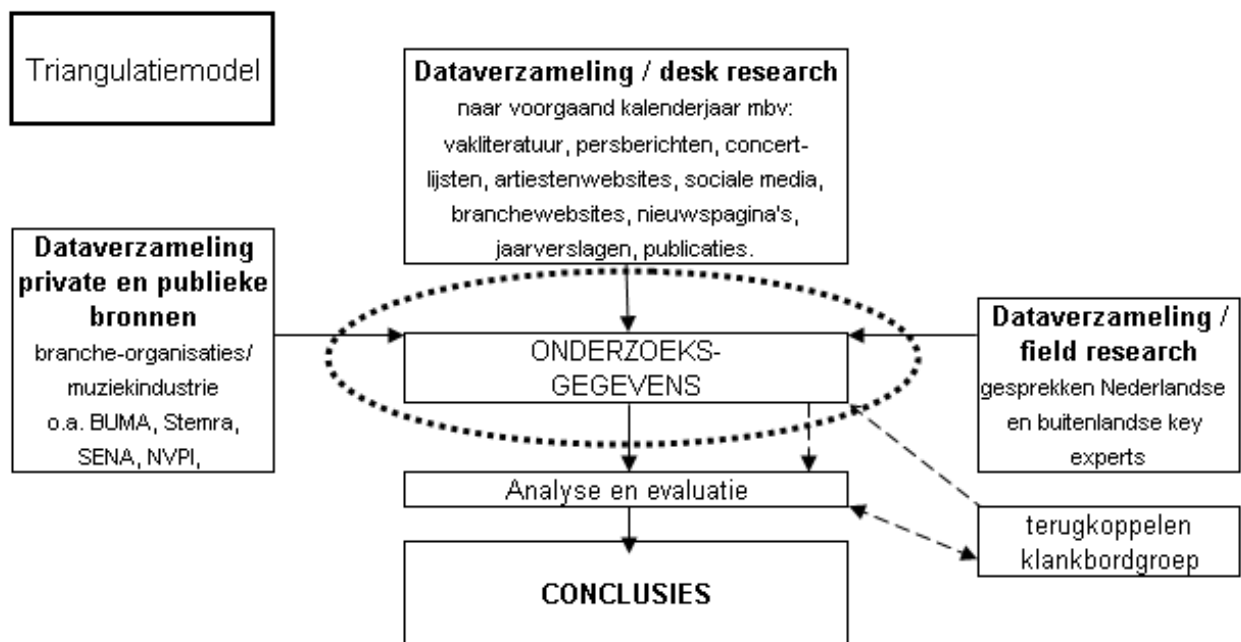 Triangulatiemodel
Dataverzameling / desk research
naar voorgaand kalenderjaar mbv:
vakliteratuur, persberichten, concert-
lijsten, artiestenwebsites, sociale media,
branchewebsites, nieuwspagina's,
jaarverslagen, publicaties.
Dataverzameling
private en publieke
bronnen
branche-organisaties/
muziekindustrie
o.a. BUMA, Stemra,
SENA, NVPI,
ONDERZOEKS-
GEGEVENS
Dataverzameling /
field research
gesprekken Nederlandse
en buitenlandse key
experts
Analyse en evaluatie
terugkoppelen
klankbordgroep
CONCLUSIES